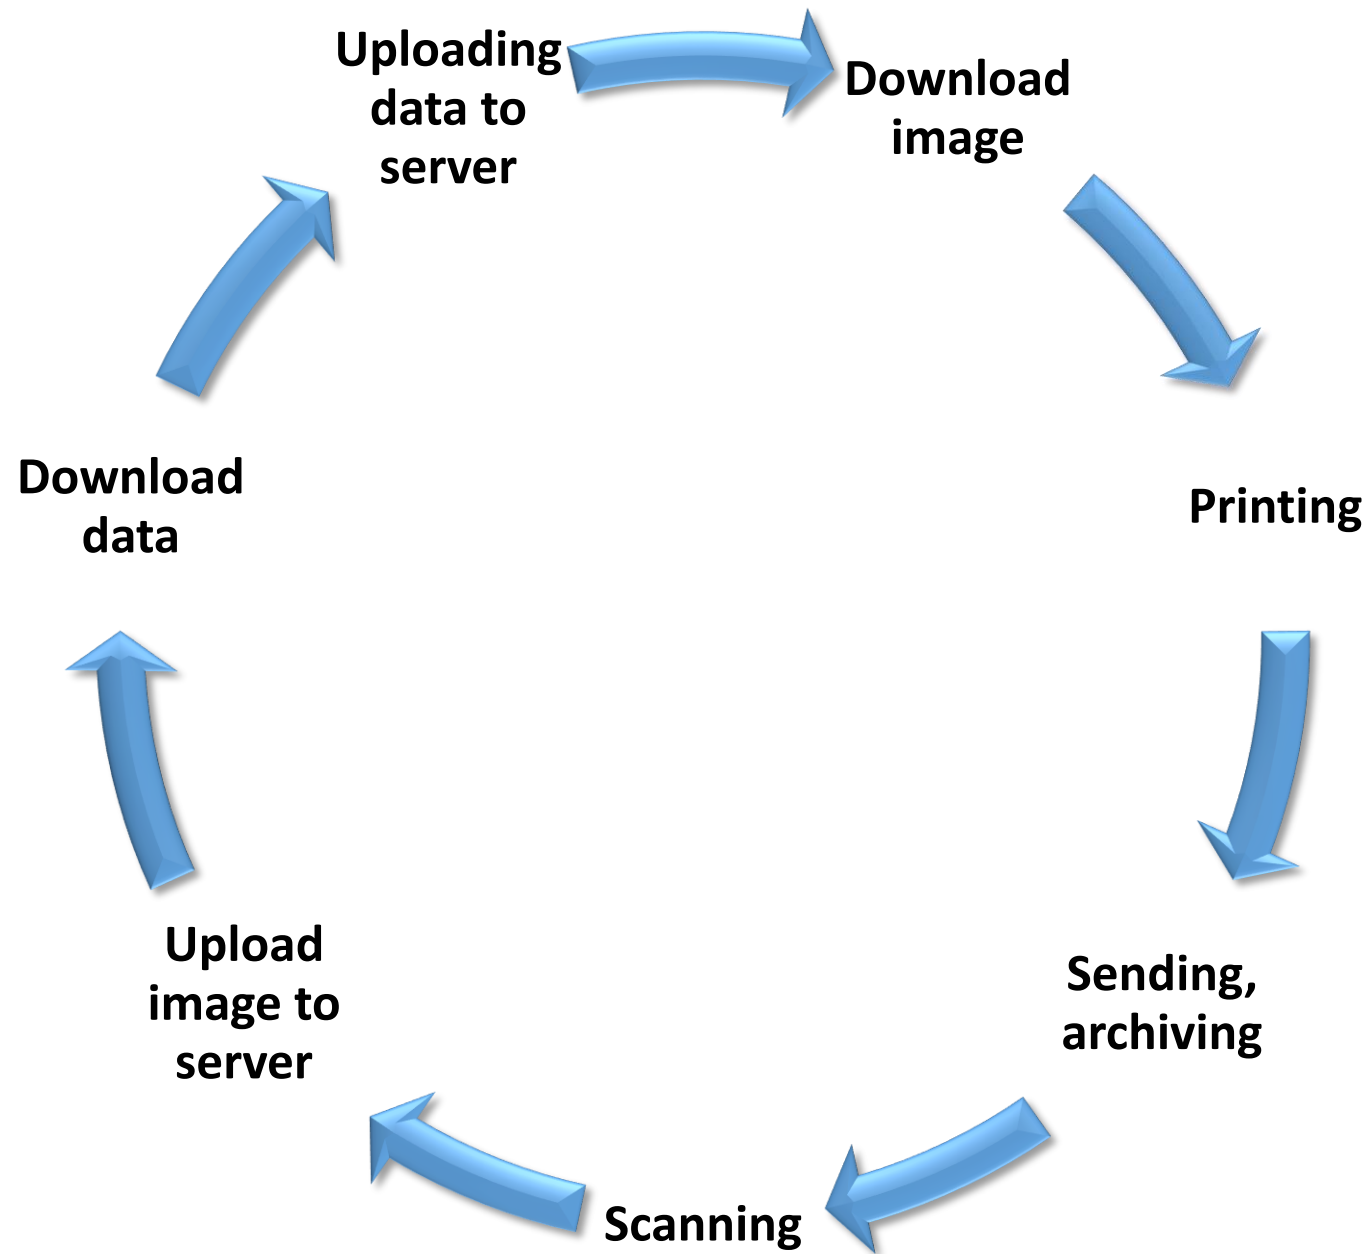 Uploading
data to
server
Download
image
Printing
Sending,
archiving
Scanning
Upload
image to
server
Download
data